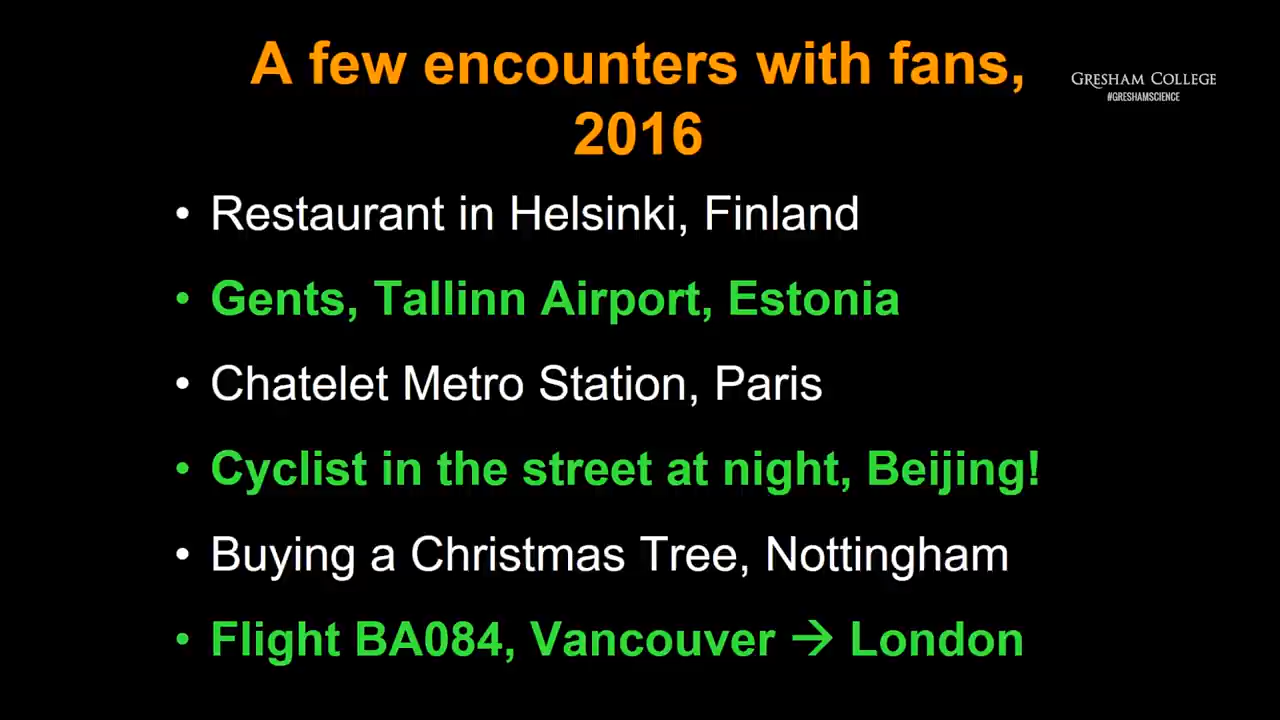 A few encounters with fans,
2016
GRESHAM COLLEGE
#GRESHAMSCIENCE
• Restaurant in Helsinki, Finland
• Gents, Tallinn Airport, Estonia
• Chatelet Metro Station, Paris
• Cyclist in the street at night, Beijing!
• Buying a Christmas Tree, Nottingham
• Flight BA084, Vancouver → London